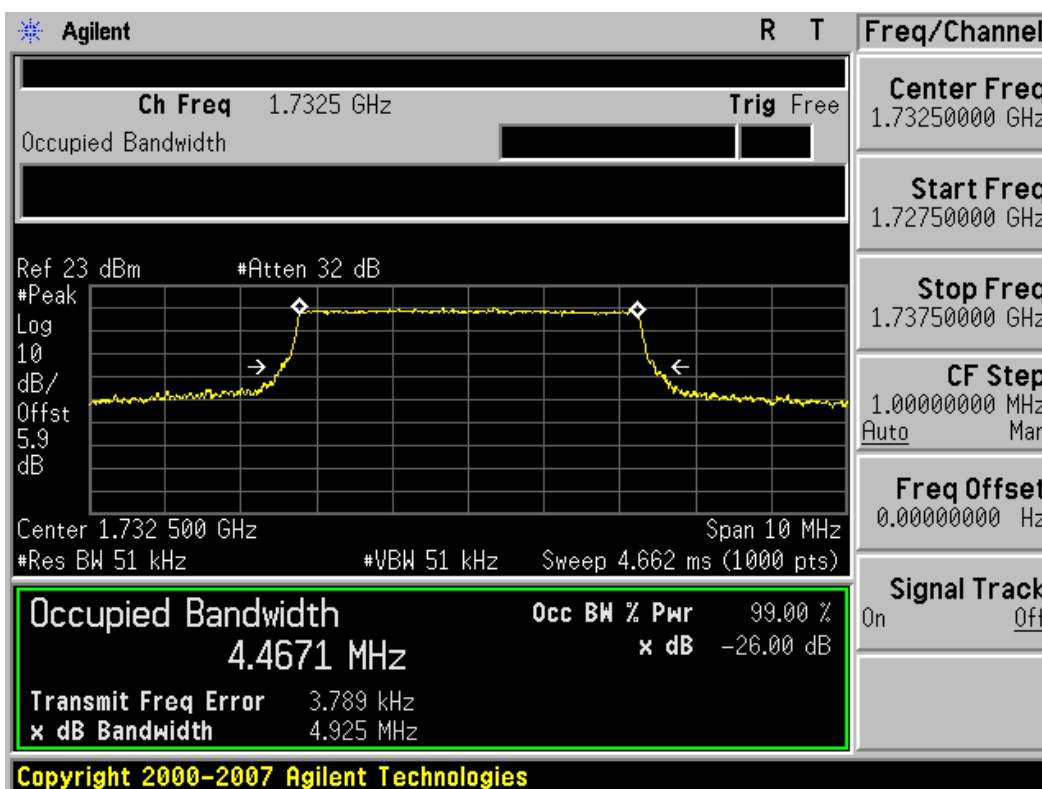 Agilent R T
Freq/Channel
Ch Freq 1.7325 GHz Trig Free
Occupied Bandwidth
Center Freq
1.73250000 GHz
Start Freq
1.72750000 GHz
Stop Freq
1.73750000 GHz
CF Step
1.00000000 MHz
Auto Man
Freq Offset
0.00000000 Hz
Signal Track
On Off
Ref 23 dBm #Atten 32 dB
#Peak
Log
10
dB/
Offst
5.9
dB
Center 1.732 500 GHz Span 10 MHz
#Res BW 51 kHz #VBW 51 kHz Sweep 4.662 ms (1000 pts)
Occupied Bandwidth
4.4671 MHz
Occ BW % Pwr 99.00 %
x dB -26.00 dB
Transmit Freq Error 3.789 kHz
x dB Bandwidth 4.925 MHz
Copyright 2000-2007 Agilent Technologies